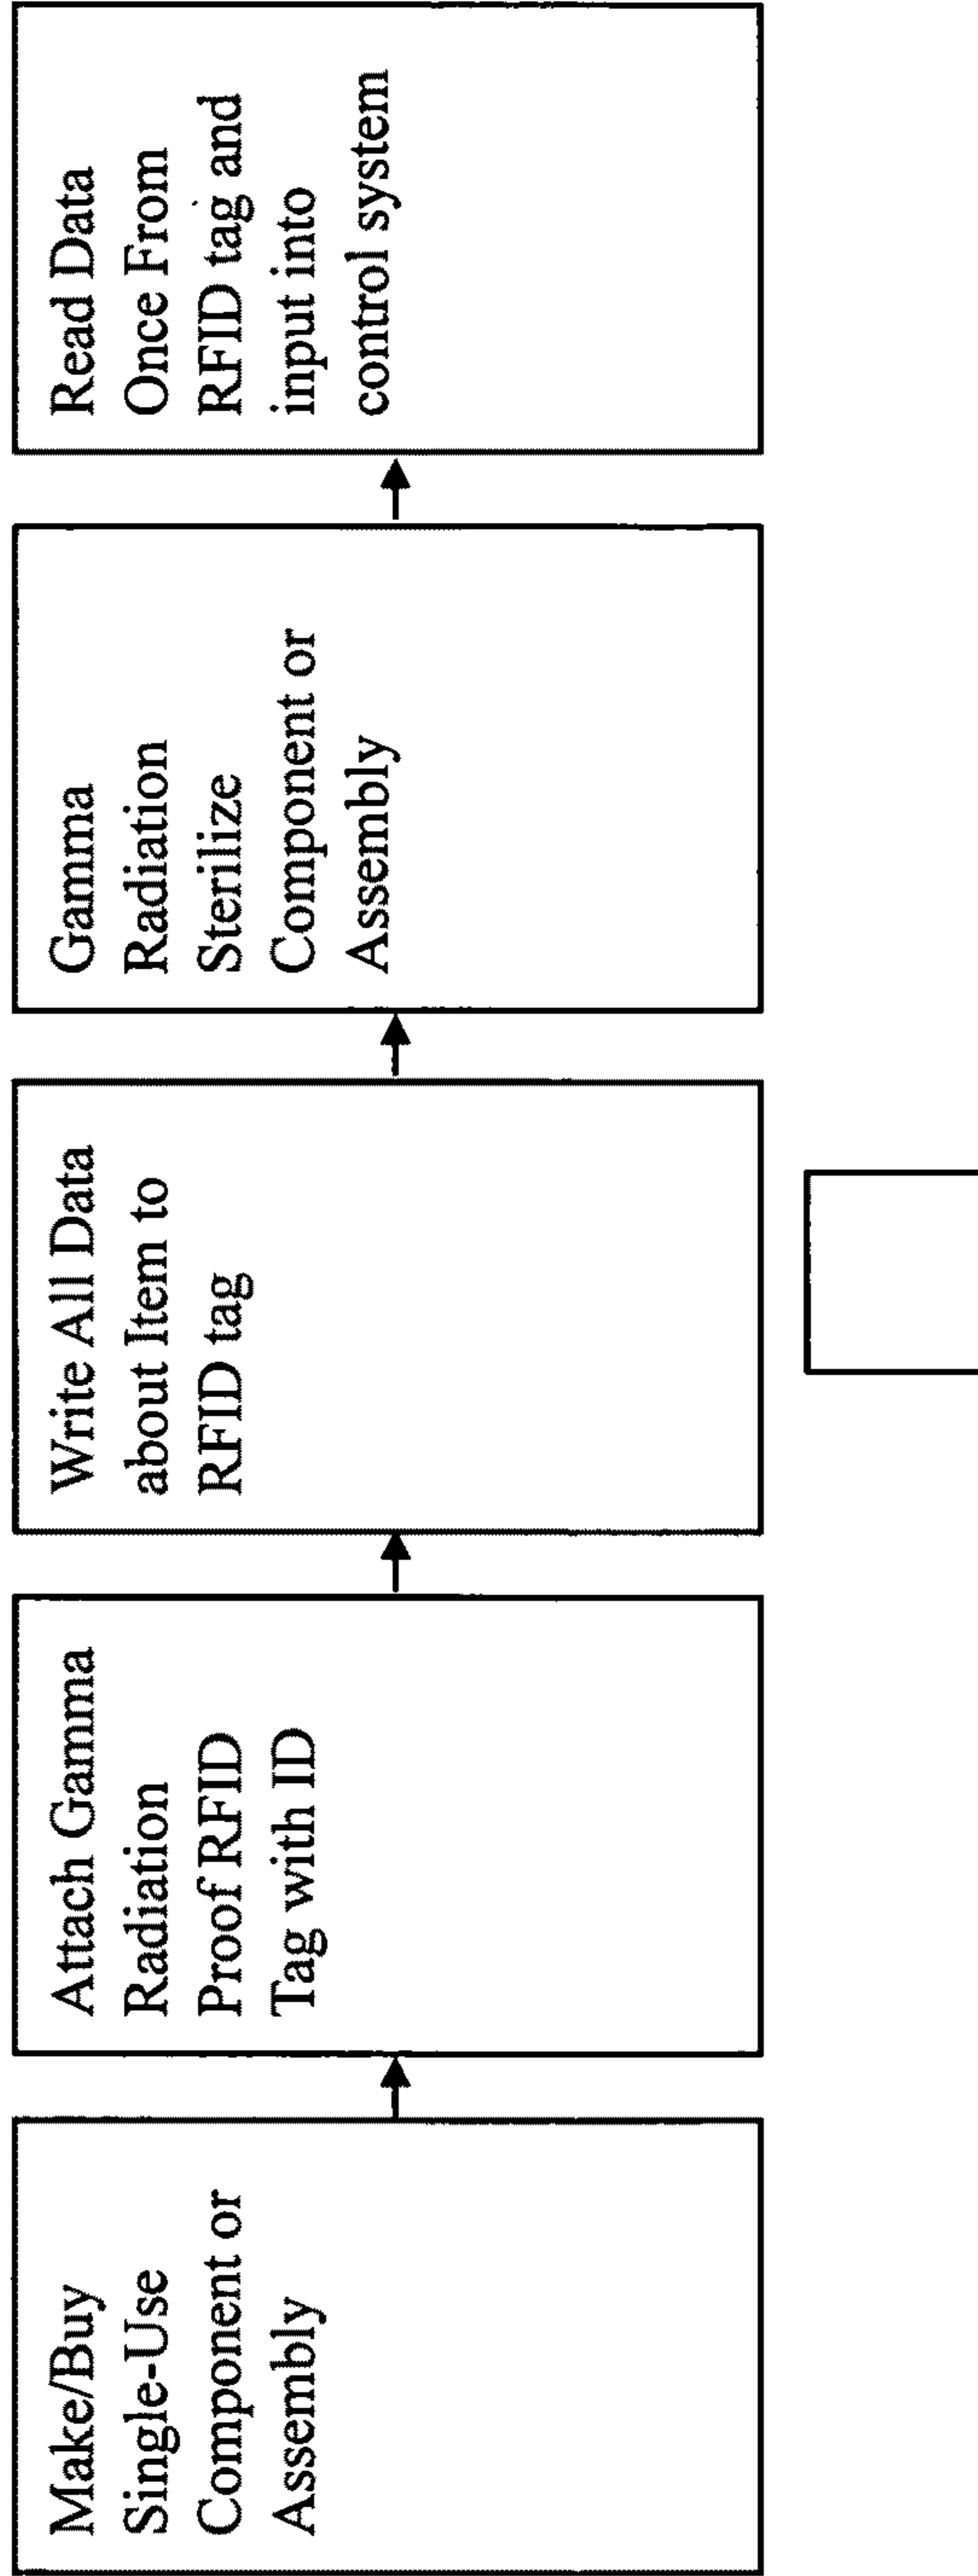 Make/Buy
Single-Use
Component or
Assembly
Attach Gamma
Radiation
Proof RFID
Tag with ID
Write All Data
about Item to
RFID tag
Gamma
Radiation
Sterilize
Component or
Assembly
Read Data
Once From
RFID tag and
input into
control system